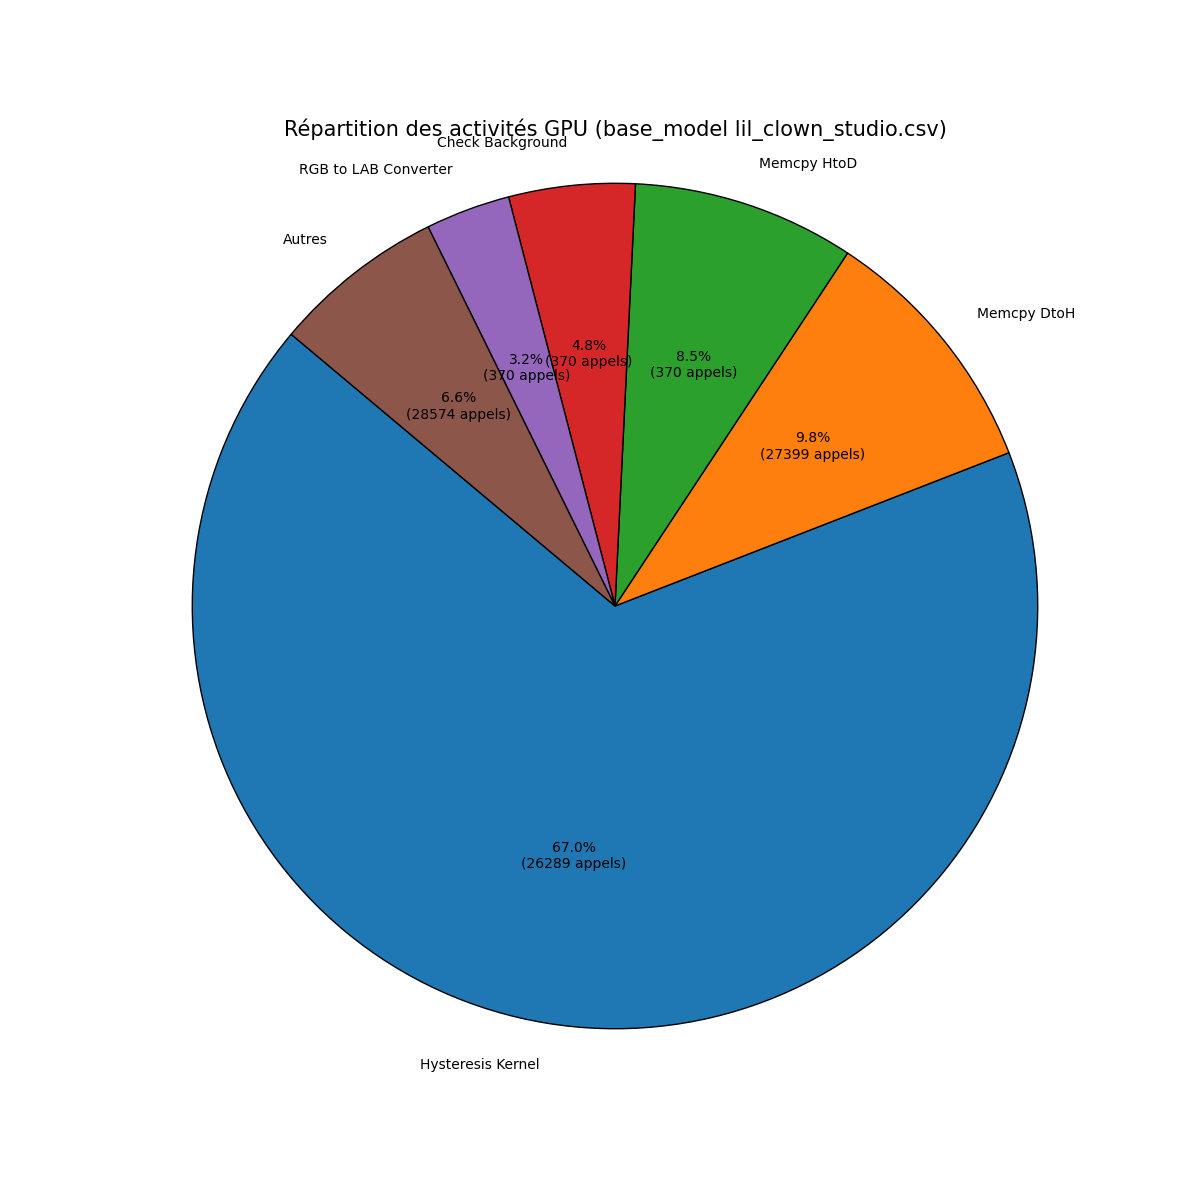 Répartition des activités GPU (base_model lil_clown_studio.csv)
Check Background
Memcpy HtoD
RGB to LAB Converter
Autres
Memcpy DtoH
4.8%
(370 appels)
3.2%
(370 appels)
8.5%
(370 appels)
6.6%
(28574 appels)
9.8%
(27399 appels)
67.0%
(26289 appels)
Hysteresis Kernel